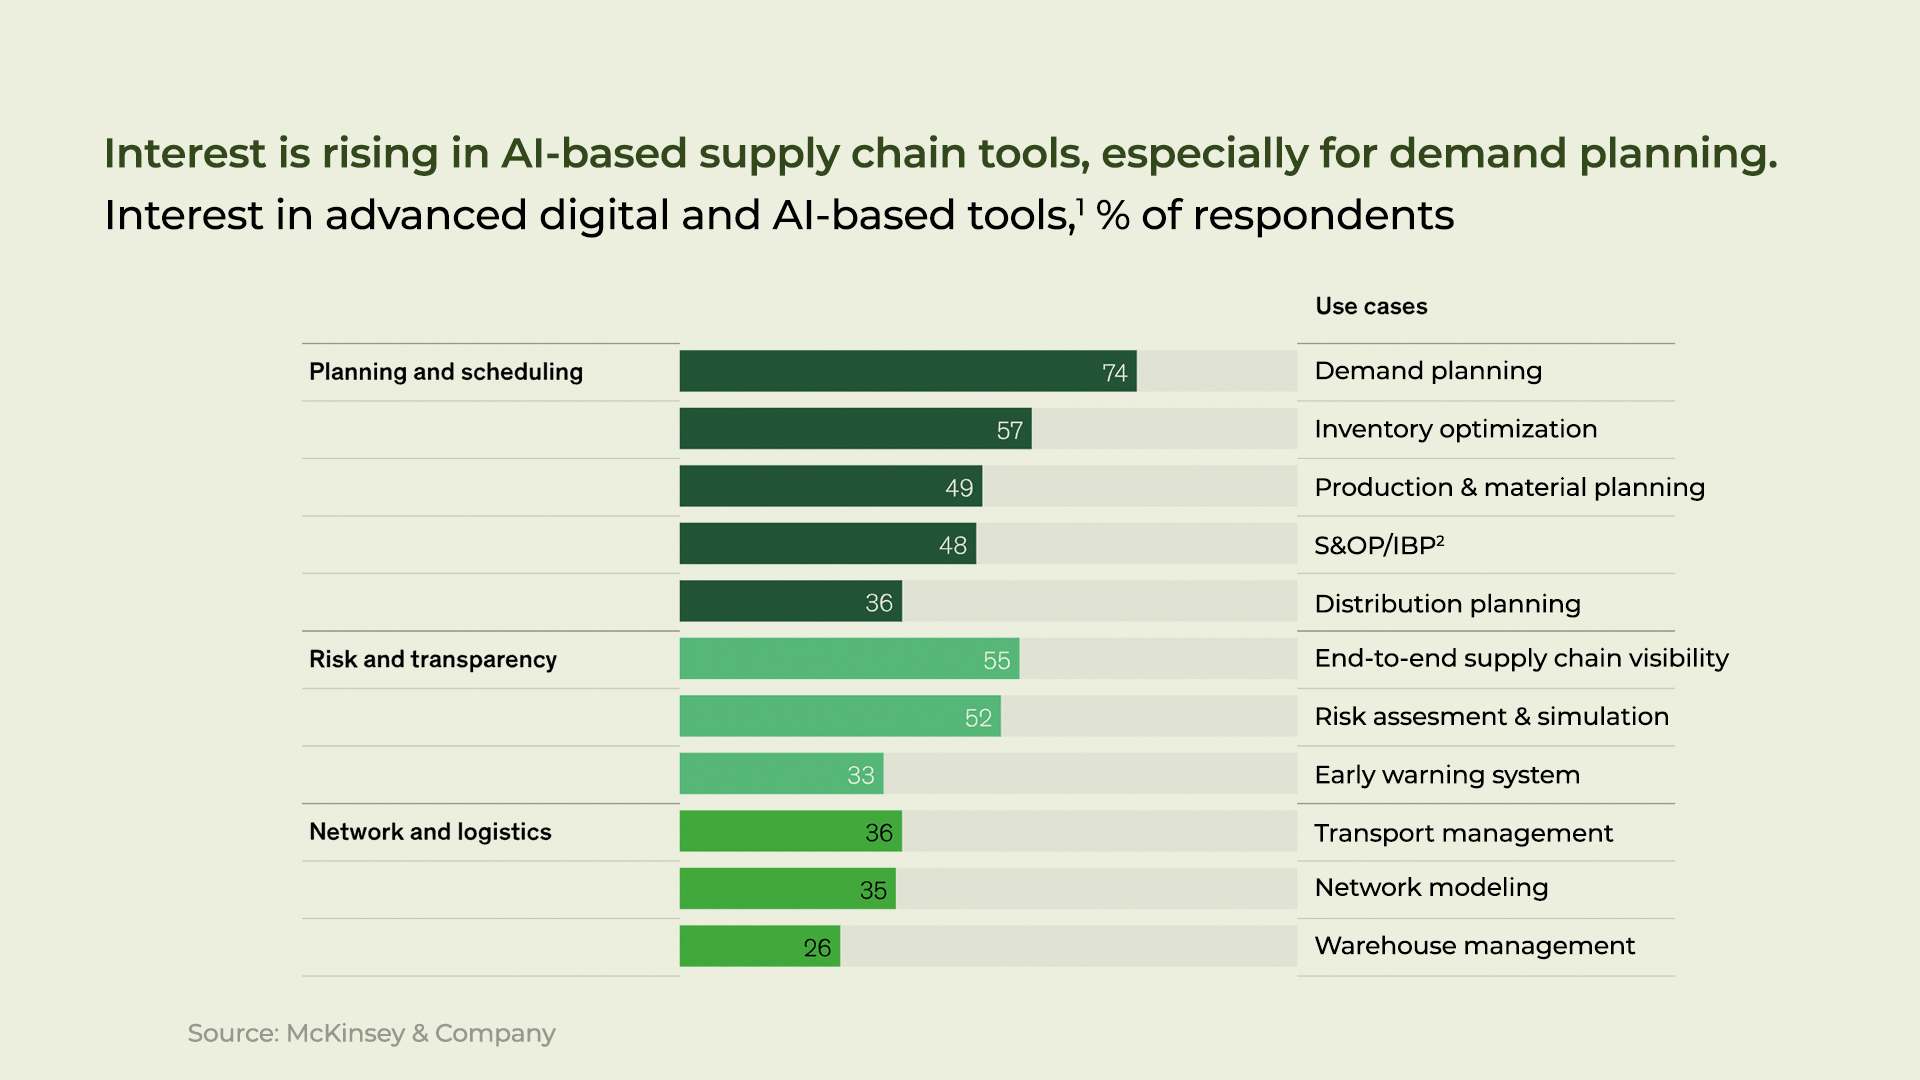 Interest is rising in AI-based supply chain tools, especially for demand planning.
Interest in advanced digital and AI-based tools,¹ % of respondents
Use cases
Planning and scheduling 74 Demand planning
57 Inventory optimization
49 Production & material planning
48 S&OP/IBP²
36 Distribution planning
Risk and transparency 55 End-to-end supply chain visibility
52 Risk assesment & simulation
33 Early warning system
Network and logistics 36 Transport management
35 Network modeling
26 Warehouse management
Source: McKinsey & Company